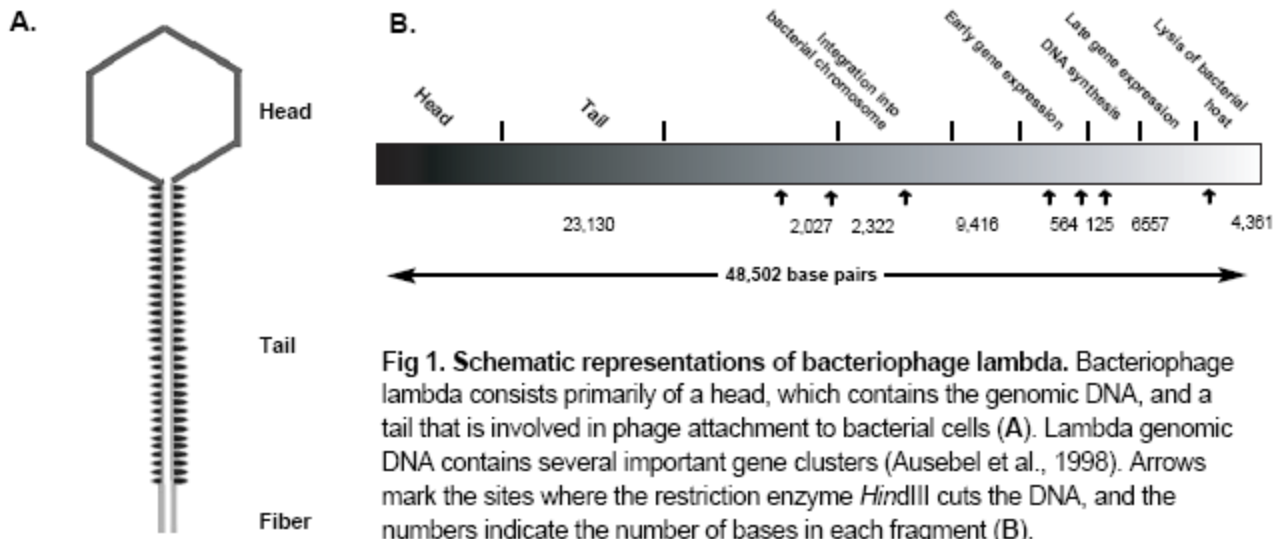 A.
Head
Tail
Fiber
B.
Head
Tail
Integration into
bacterial chromosome
Early gene expression
DNA synthesis
Late gene expression
Lysis of bacterial
host
23,130
2,027
2,322
9,416
564
125
6557
4,361
48,502 base pairs
Fig 1. Schematic representations of bacteriophage lambda. Bacteriophage
lambda consists primarily of a head, which contains the genomic DNA, and a
tail that is involved in phage attachment to bacterial cells (A). Lambda genomic
DNA contains several important gene clusters (Ausebel et al., 1998). Arrows
mark the sites where the restriction enzyme HindIII cuts the DNA, and the
numbers indicate the number of bases in each fragment (B).